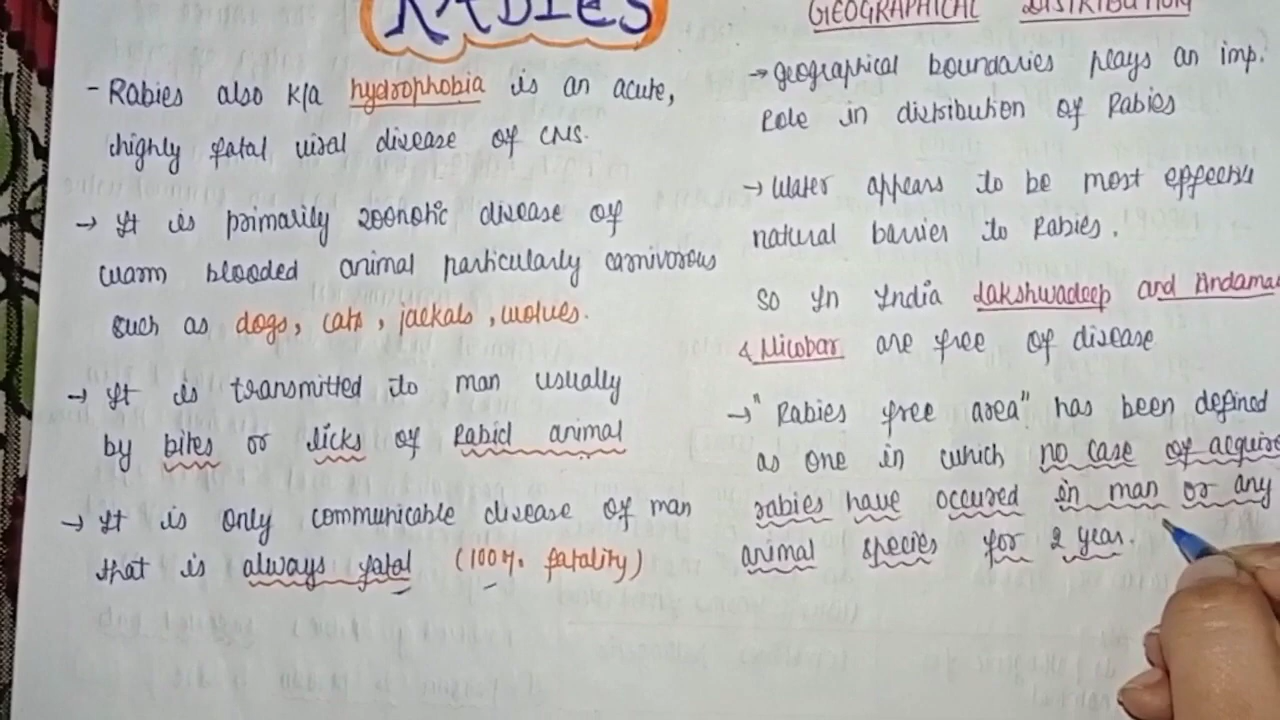 RABIES
- Rabies also k/a hydrophobia is an acute,
highly fatal viral disease of CNS.
→ It is primarily zoonotic disease of
warm blooded animal particularly carnivorous
such as dogs, cats, jackals, wolves.
→ It is transmitted to man usually
by bites or licks of Rabid animal
→ It is only communicable disease of man
that is always fatal (100% fatality)
GEOGRAPHICAL DISTRIBUTION
→ geographical boundaries plays an imp.
Role in distribution of Rabies
→ Water appears to be most effective
natural barrier to Rabies.
So In India Lakshwadeep and Andama
& Nicobar are free of disease
→ "Rabies free area" has been defined
as one in which no case of acquire
rabies have occured in man or any
animal species for 2 year.